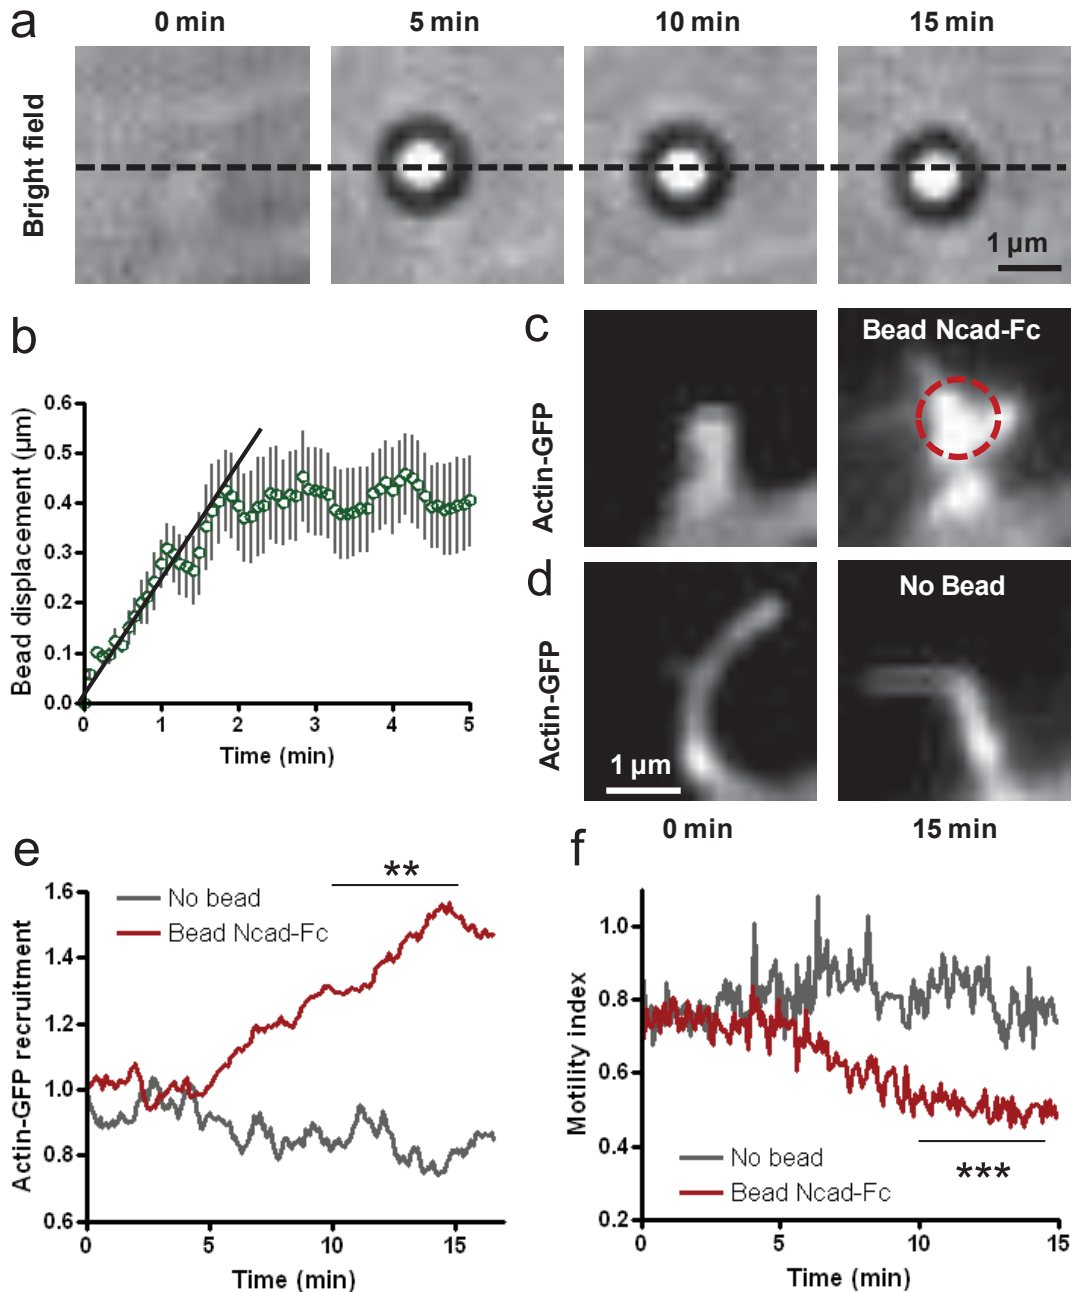 a
0 min 5 min 10 min 15 min
Bright field
1 µm
b
Bead displacement (µm)
0.6
0.5
0.4
0.3
0.2
0.1
0.0
0 1 2 3 4 5
Time (min)
c
Actin-GFP
Bead Ncad-Fc
d
Actin-GFP
No Bead
1 µm
0 min 15 min
e
Actin-GFP recruitment
1.6
1.4
1.2
1.0
0.8
0.6
No bead
Bead Ncad-Fc
**
0 5 10 15
Time (min)
f
Motility index
1.0
0.8
0.6
0.4
0.2
No bead
Bead Ncad-Fc
***
0 5 10 15
Time (min)